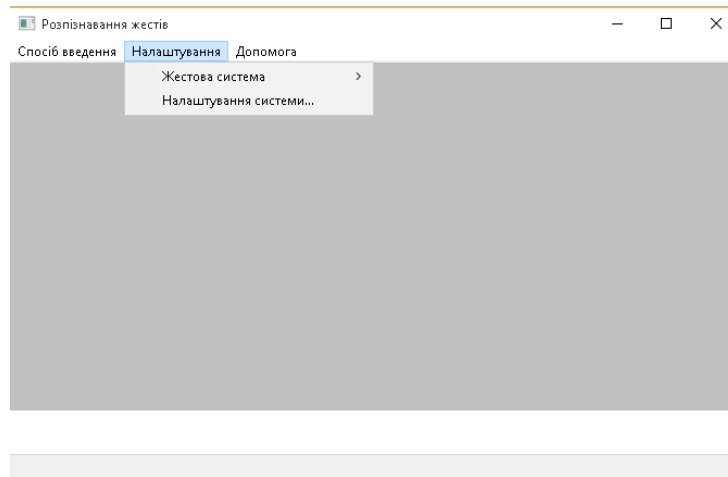 Розпізнавання жестів
Спосіб введення Налаштування Допомога
Жестова система
Налаштування системи...